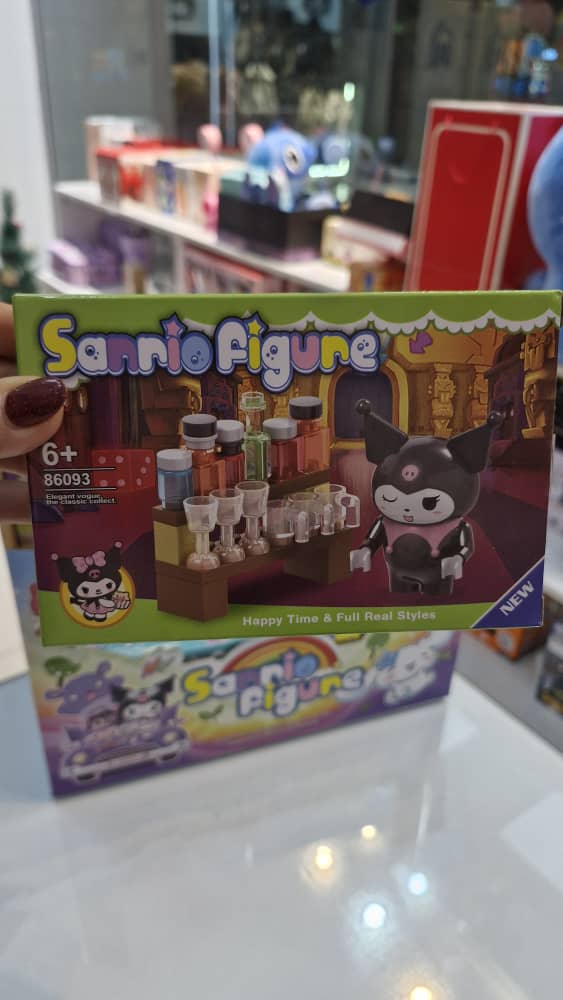 Sanrio figure
6+
86093
Elegant vogue,
the classic collect
Happy Time & Full Real Styles
NEW
Sanrio
figure